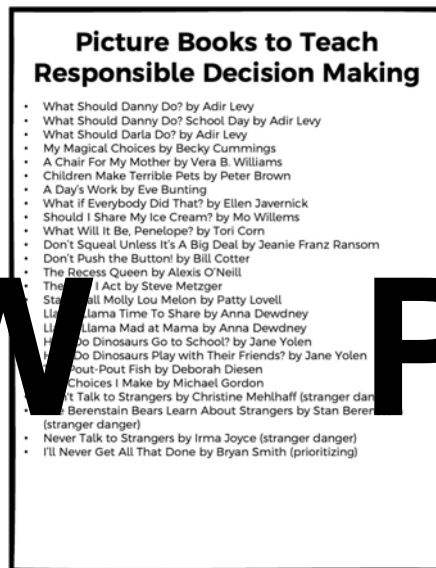 Picture Books to Teach
Responsible Decision Making
• What Should Danny Do? by Adir Levy
• What Should Danny Do? School Day by Adir Levy
• What Should Darla Do? by Adir Levy
• My Magical Choices by Becky Cummings
• A Chair For My Mother by Vera B. Williams
• Children Make Terrible Pets by Peter Brown
• A Day's Work by Eve Bunting
• What if Everybody Did That? by Ellen Javernick
• Should I Share My Ice Cream? by Mo Willems
• What Will It Be, Penelope? by Tori Corn
• Don't Squeal Unless It's A Big Deal by Jeanie Franz Ransom
• Don't Push the Button! by Bill Cotter
• The Recess Queen by Alexis O'Neill
• The I Act by Steve Metzger
• Molly Lou Melon by Patty Lovell
• Llama Time To Share by Anna Dewdney
• Llama Mad at Mama by Anna Dewdney
• Do Dinosaurs Go to School? by Jane Yolen
• Do Dinosaurs Play with Their Friends? by Jane Yolen
Pout-Pout Fish by Deborah Diesen
Choices I Make by Michael Gordon
Talk to Strangers by Christine Mehlhaff (stranger
Berenstain Bears Learn About Strangers by Stan
(stranger danger)
• Never Talk to Strangers by Irma Joyce (stranger danger)
• I'll Never Get All That Done by Bryan Smith (prioritizing)
W P